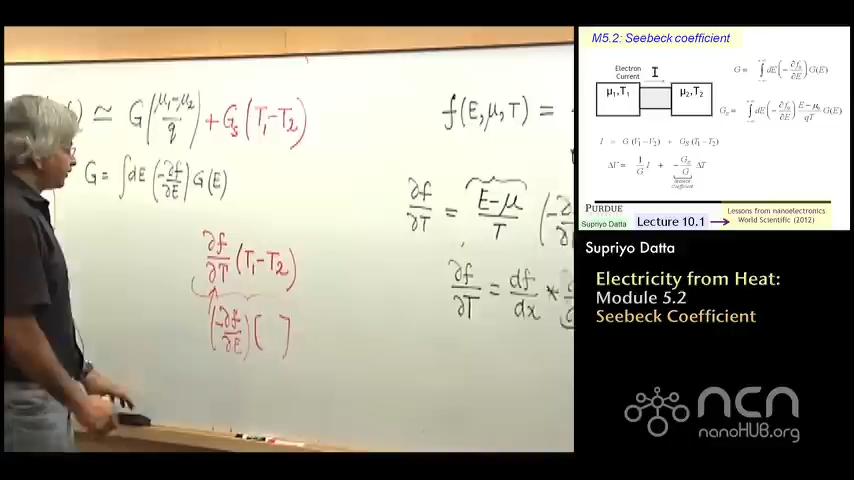 ) ≃ G(μ₁-μ₂/q) + Gₛ(T₁-T₂)
G = ∫dE (-∂f/∂E) G(E)
∂f/∂T (T₁-T₂)
(-∂f/∂E)( )
f(E,μ,T) =
∂f/∂T = E-μ/T (-∂
∂f/∂T = df/dx *
M5.2: Seebeck coefficient
Electron
Current
I
μ₁,T₁
μ₂,T₂
G = ∫ dE (-∂f₀/∂E) G(E)
Gₛ = ∫ dE (-∂f₀/∂E) E-μ₀/qT G(E)
I = G (V₁-V₂) + Gₛ (T₁-T₂)
ΔV = 1/G I + -Gₛ/G ΔT
Seebeck
Coefficient
PURDUE
Supriyo Datta
Lecture 10.1
Lessons from nanoelectronics
World Scientific (2012)
Supriyo Datta
Electricity from Heat:
Module 5.2
Seebeck Coefficient
ncn
nanoHUB.org